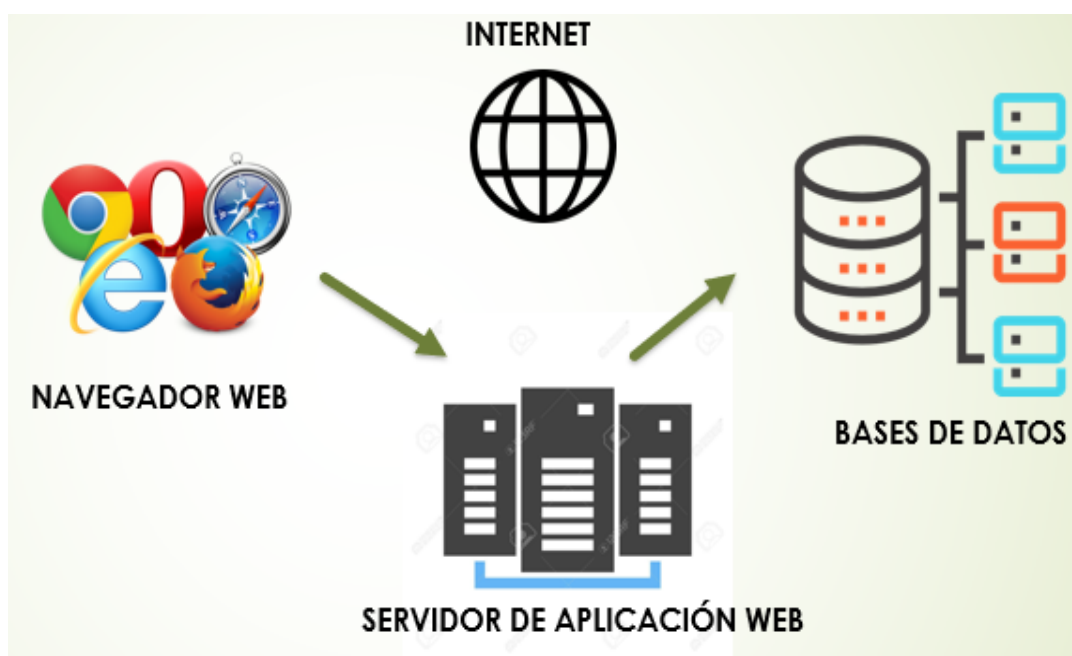 INTERNET
NAVEGADOR WEB
BASES DE DATOS
SERVIDOR DE APLICACIÓN WEB